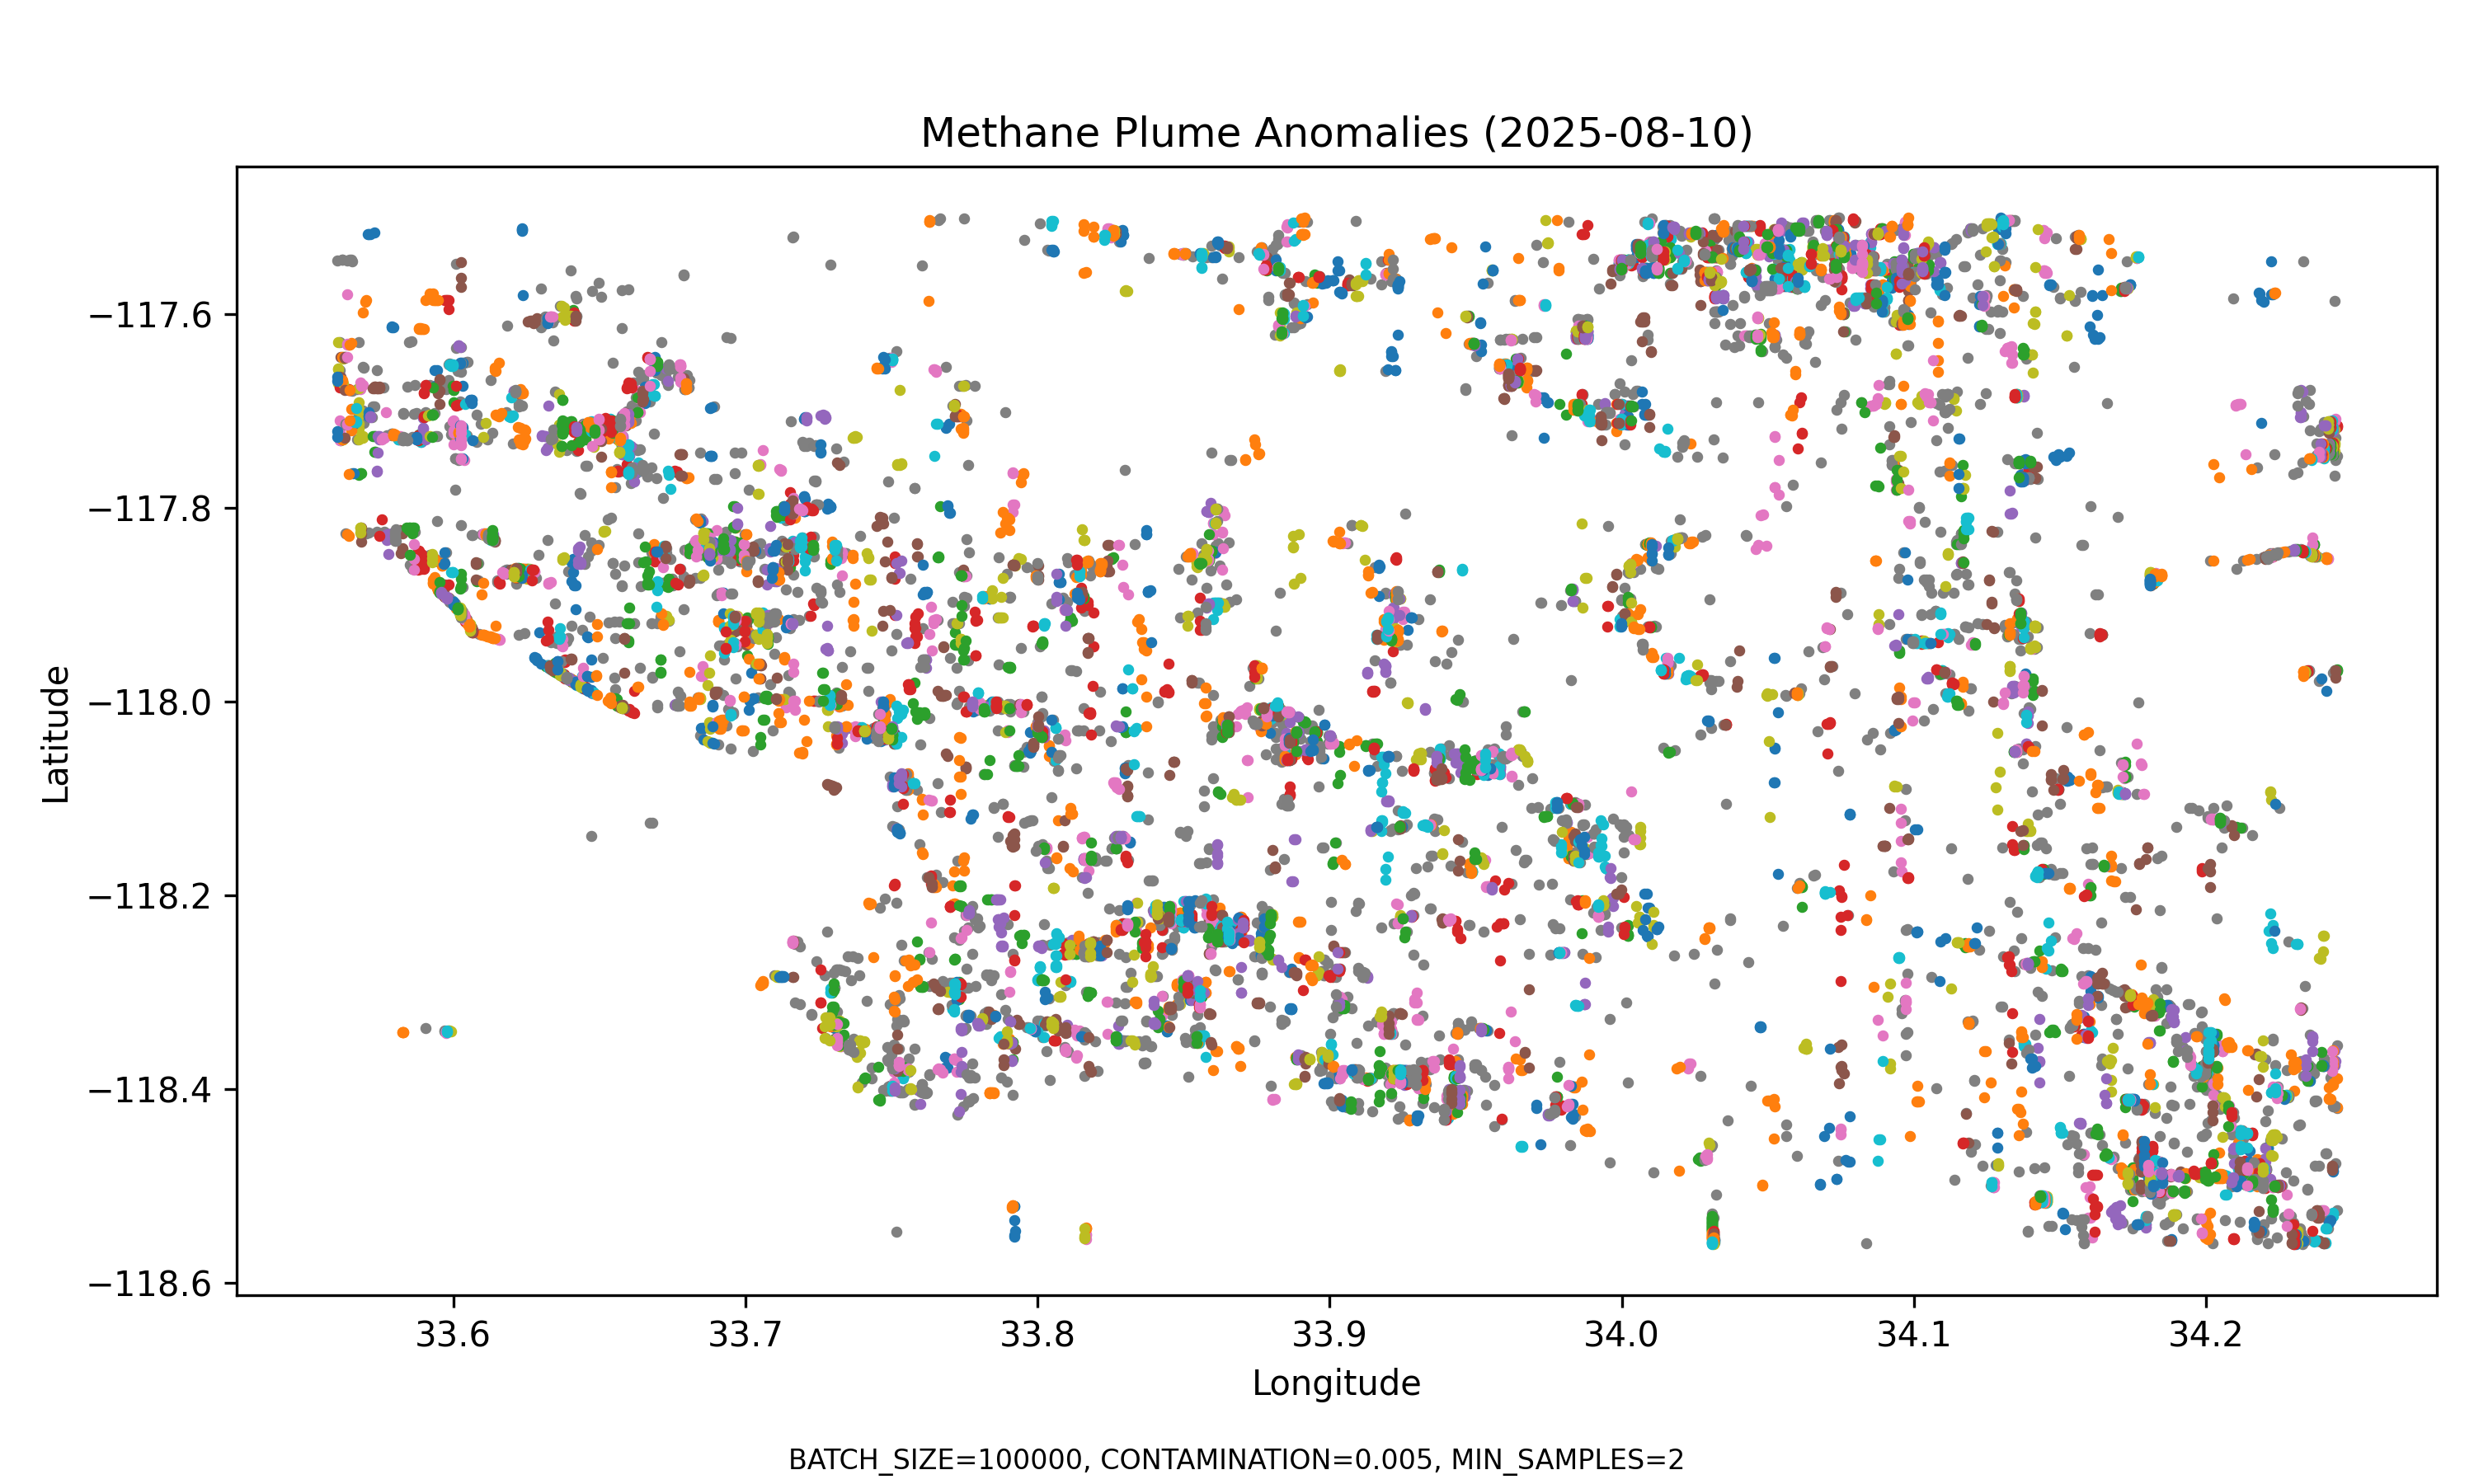 Methane Plume Anomalies (2025-08-10)
Latitude
−117.6
−117.8
−118.0
−118.2
−118.4
−118.6
33.6 33.7 33.8 33.9 34.0 34.1 34.2
Longitude
BATCH_SIZE=100000, CONTAMINATION=0.005, MIN_SAMPLES=2